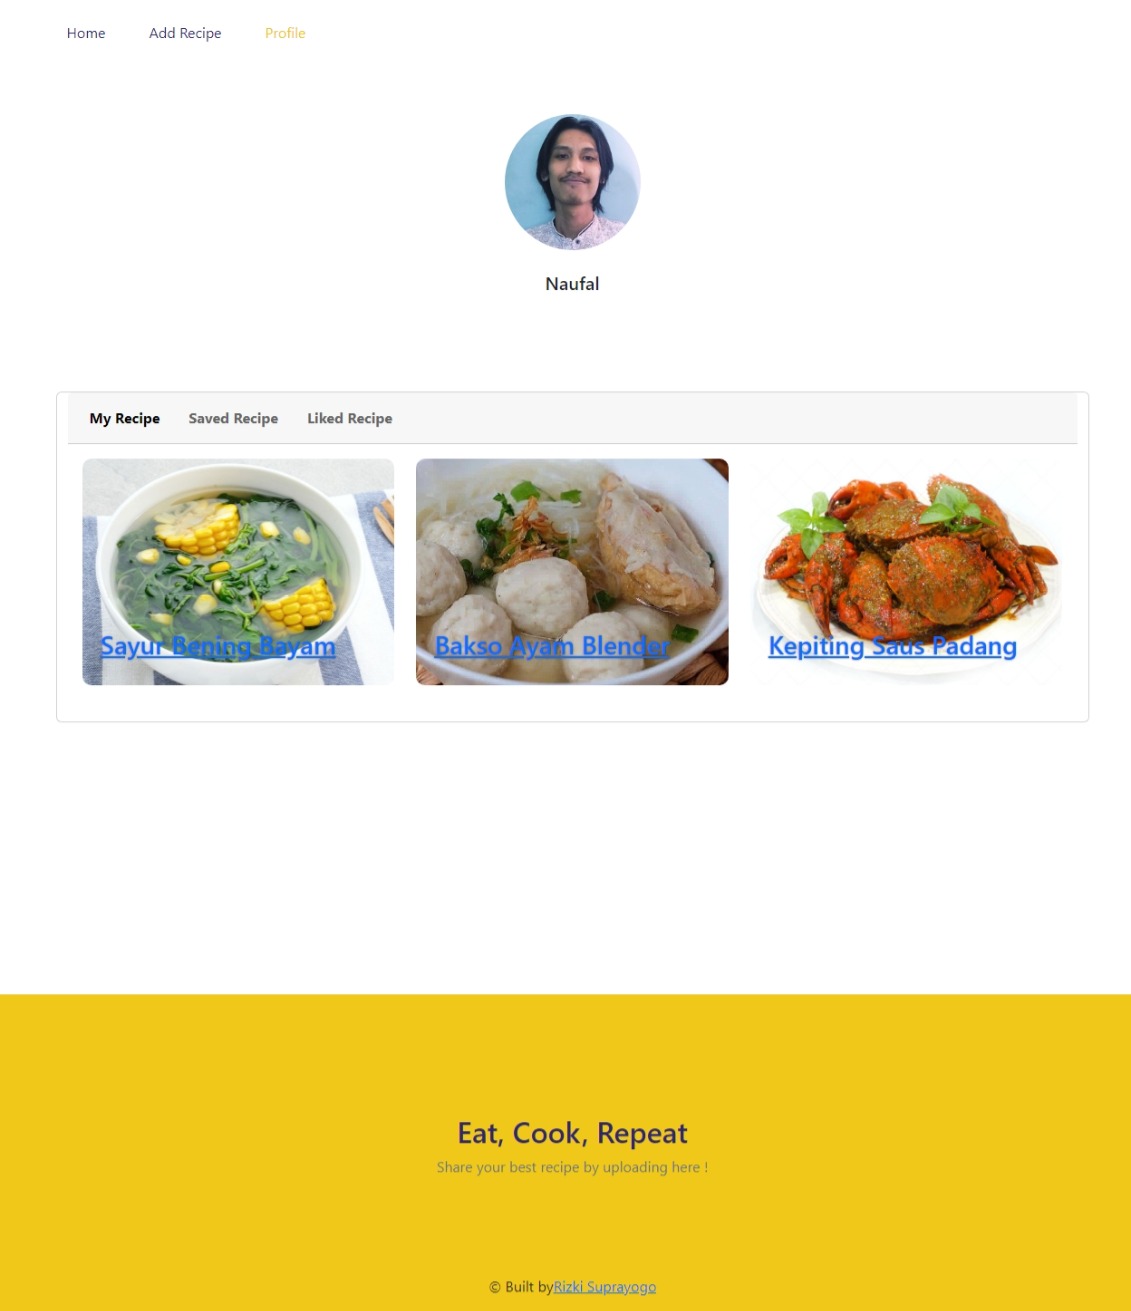 Home Add Recipe Profile
Naufal
My Recipe Saved Recipe Liked Recipe
Sayur Bening Bayam Bakso Ayam Blender Kepiting Saus Padang
Eat, Cook, Repeat
Share your best recipe by uploading here !
© Built byRizki Suprayogo